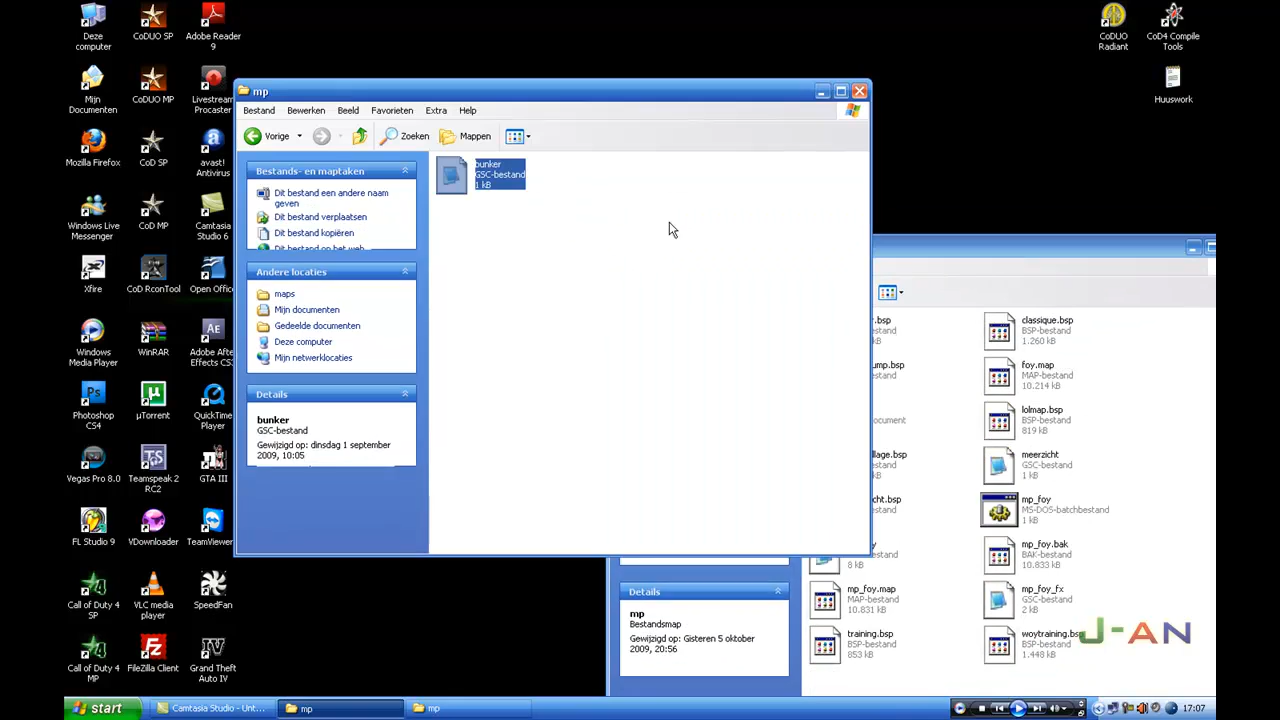 Deze
computer
CoDUO SP
Adobe Reader
9
Mijn
Documenten
CoDUO MP
Livestream
Procaster
Mozilla Firefox
CoD SP
avast!
Antivirus
Windows Live
Messenger
CoD MP
Camtasia
Studio 6
Xfire
CoD RconTool
Open Office
Windows
Media Player
WinRAR
Adobe After
Effects CS3
Photoshop
CS4
µTorrent
QuickTime
Player
Vegas Pro 8.0
Teamspeak 2
RC2
GTA III
FL Studio 9
VDownloader
TeamViewer
Call of Duty 4
SP
VLC media
player
SpeedFan
Call of Duty 4
MP
FileZilla Client
Grand Theft
Auto IV
CoDUO
Radiant
CoD4 Compile
Tools
Huuswork
mp
Bestand Bewerken Beeld Favorieten Extra Help
Vorige Zoeken Mappen
Bestands- en maptaken
Dit bestand een andere naam
geven
Dit bestand verplaatsen
Dit bestand kopiëren
Dit bestand op het web
Andere locaties
maps
Mijn documenten
Gedeelde documenten
Deze computer
Mijn netwerklocaties
Details
bunker
GSC-bestand
Gewijzigd op: dinsdag 1 september
2009, 10:05
bunker
GSC-bestand
1 kB
classique.bsp
BSP-bestand
1.260 kB
foy.map
MAP-bestand
10.214 kB
lolmap.bsp
BSP-bestand
819 kB
meerzicht
GSC-bestand
1 kB
mp_foy
MS-DOS-batchbestand
1 kB
8 kB
mp_foy.bak
BAK-bestand
10.833 kB
mp_foy.map
MAP-bestand
10.831 kB
mp_foy_fx
GSC-bestand
2 kB
training.bsp
BSP-bestand
853 kB
woytraining.bsp
BSP-bestand
1.448 kB
Details
mp
Bestandsmap
Gewijzigd op: Gisteren 5 oktober
2009, 20:56
J-AN
start
Camtasia Studio - Unt...
mp
mp
17:07